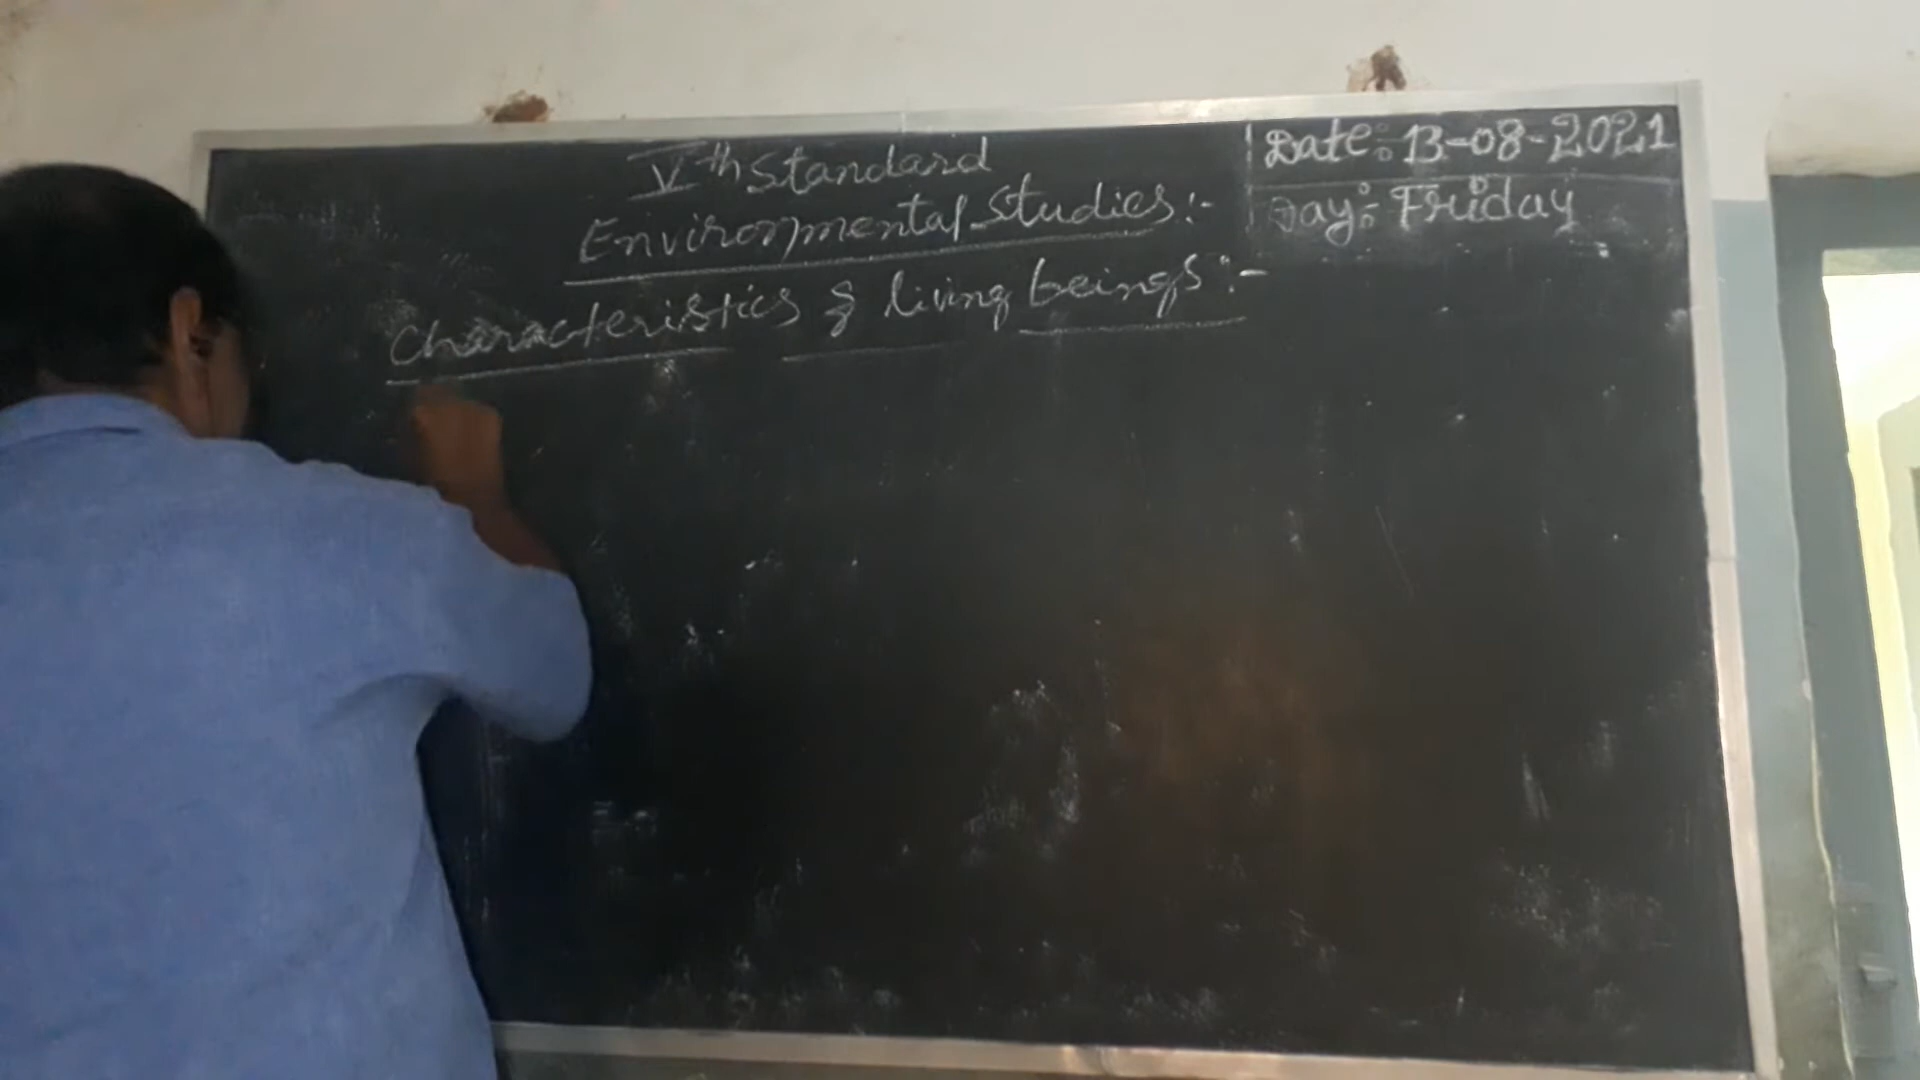 Vth Standard
Environmental Studies:-
Characteristics of living beings:-
Date: 13-08-2021
Day: Friday